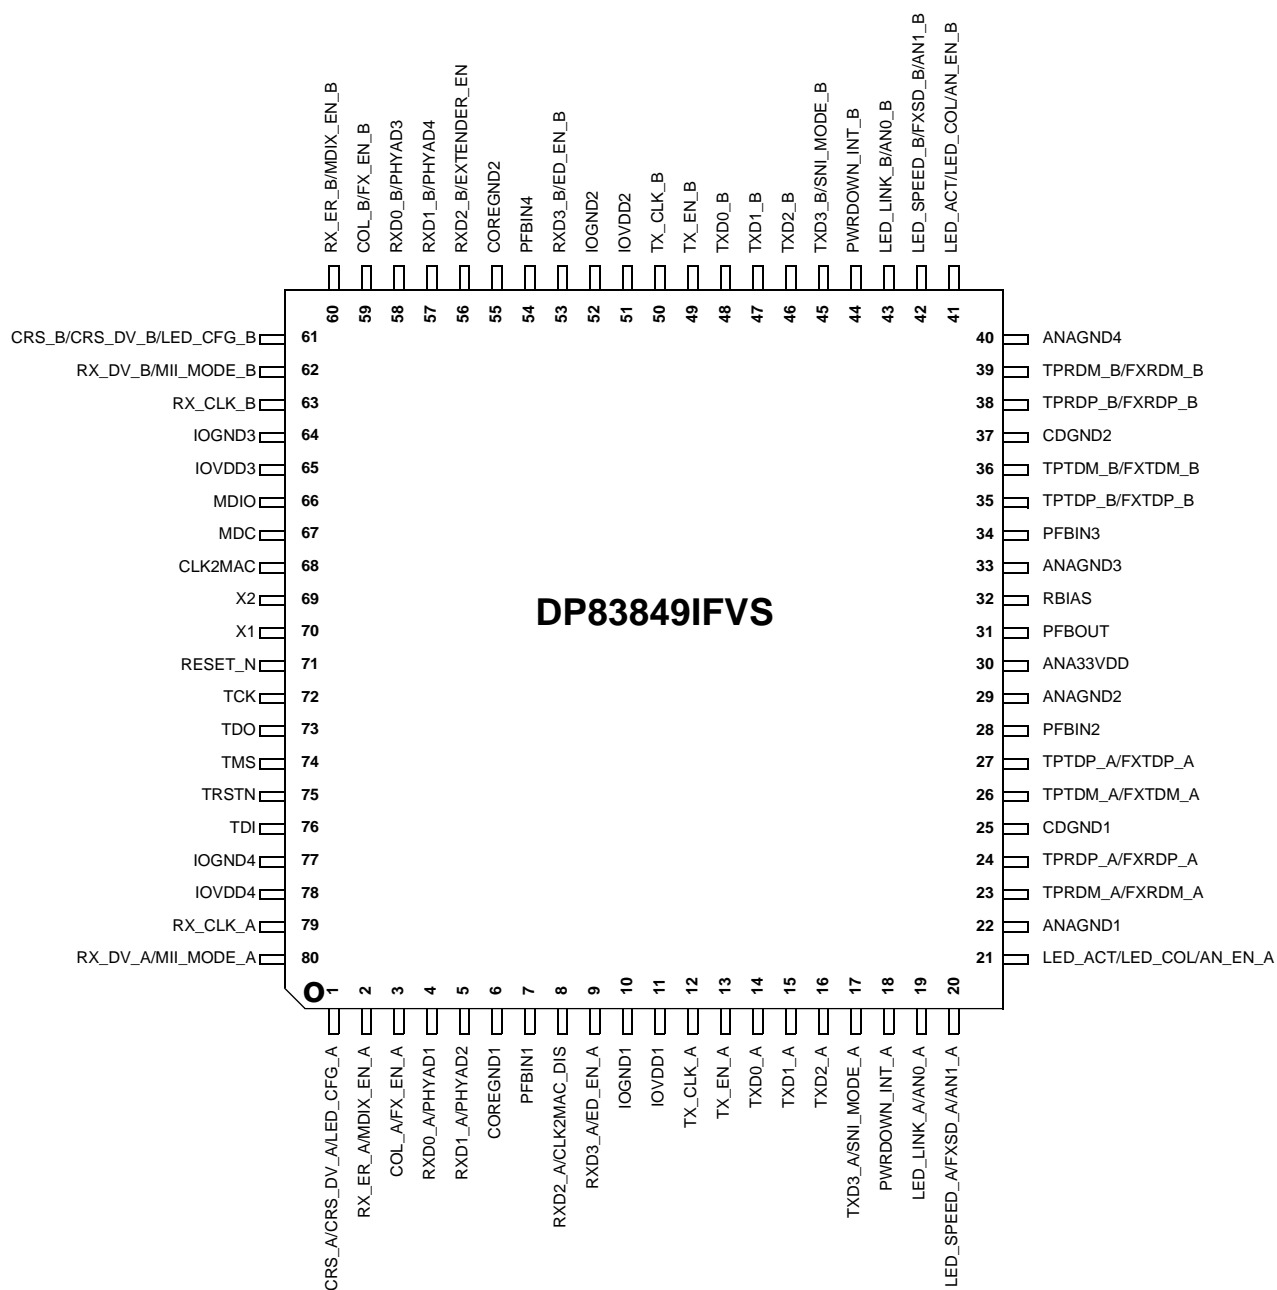 RX_ER_B/MDIX_EN_B
COL_B/FX_EN_B
RXD0_B/PHYAD3
RXD1_B/PHYAD4
RXD2_B/EXTENDER_EN
COREGND2
PFBIN4
RXD3_B/ED_EN_B
IOGND2
IOVDD2
TX_CLK_B
TX_EN_B
TXD0_B
TXD1_B
TXD2_B
TXD3_B/SNI_MODE_B
PWRDOWN_INT_B
LED_LINK_B/AN0_B
LED_SPEED_B/FXSD_B/AN1_B
LED_ACT/LED_COL/AN_EN_B
60
59
58
57
56
55
54
53
52
51
50
49
48
47
46
45
44
43
42
41
CRS_B/CRS_DV_B/LED_CFG_B 61
RX_DV_B/MII_MODE_B 62
RX_CLK_B 63
IOGND3 64
IOVDD3 65
MDIO 66
MDC 67
CLK2MAC 68
X2 69
X1 70
RESET_N 71
TCK 72
TDO 73
TMS 74
TRSTN 75
TDI 76
IOGND4 77
IOVDD4 78
RX_CLK_A 79
RX_DV_A/MII_MODE_A 80
DP83849IFVS
40 ANAGND4
39 TPRDM_B/FXRDM_B
38 TPRDP_B/FXRDP_B
37 CDGND2
36 TPTDM_B/FXTDM_B
35 TPTDP_B/FXTDP_B
34 PFBIN3
33 ANAGND3
32 RBIAS
31 PFBOUT
30 ANA33VDD
29 ANAGND2
28 PFBIN2
27 TPTDP_A/FXTDP_A
26 TPTDM_A/FXTDM_A
25 CDGND1
24 TPRDP_A/FXRDP_A
23 TPRDM_A/FXRDM_A
22 ANAGND1
21 LED_ACT/LED_COL/AN_EN_A
1
2
3
4
5
6
7
8
9
10
11
12
13
14
15
16
17
18
19
20
CRS_A/CRS_DV_A/LED_CFG_A
RX_ER_A/MDIX_EN_A
COL_A/FX_EN_A
RXD0_A/PHYAD1
RXD1_A/PHYAD2
COREGND1
PFBIN1
RXD2_A/CLK2MAC_DIS
RXD3_A/ED_EN_A
IOGND1
IOVDD1
TX_CLK_A
TX_EN_A
TXD0_A
TXD1_A
TXD2_A
TXD3_A/SNI_MODE_A
PWRDOWN_INT_A
LED_LINK_A/AN0_A
LED_SPEED_A/FXSD_A/AN1_A